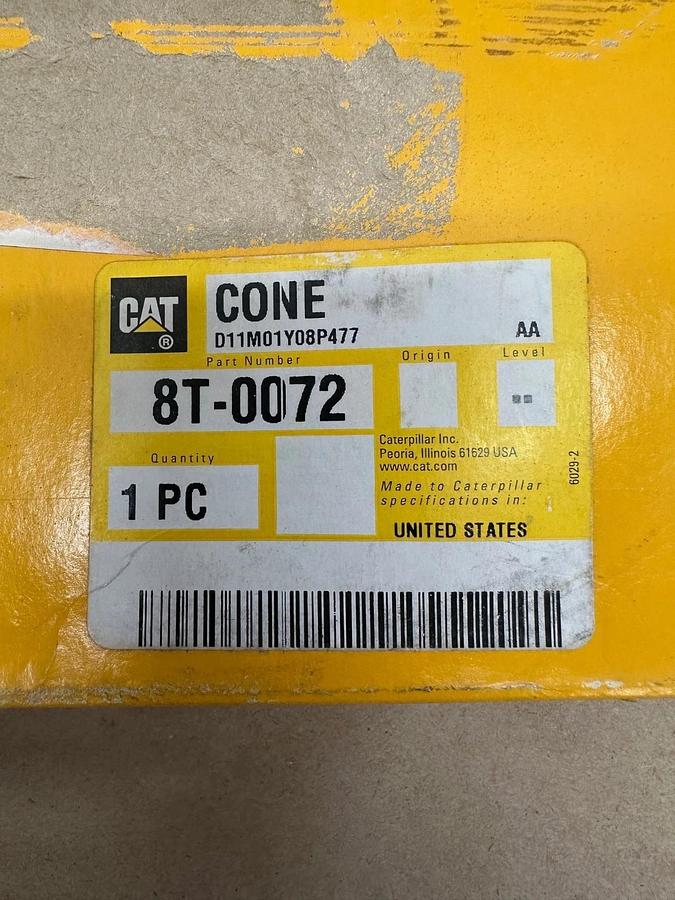 CAT ®
CONE
D11M01Y08P477
AA
Part Number
Origin
Level
8T-0072
--
Quantity
1 PC
Caterpillar Inc.
Peoria, Illinois 61629 USA
www.cat.com
Made to Caterpillar
specifications in:
UNITED STATES
6029-2